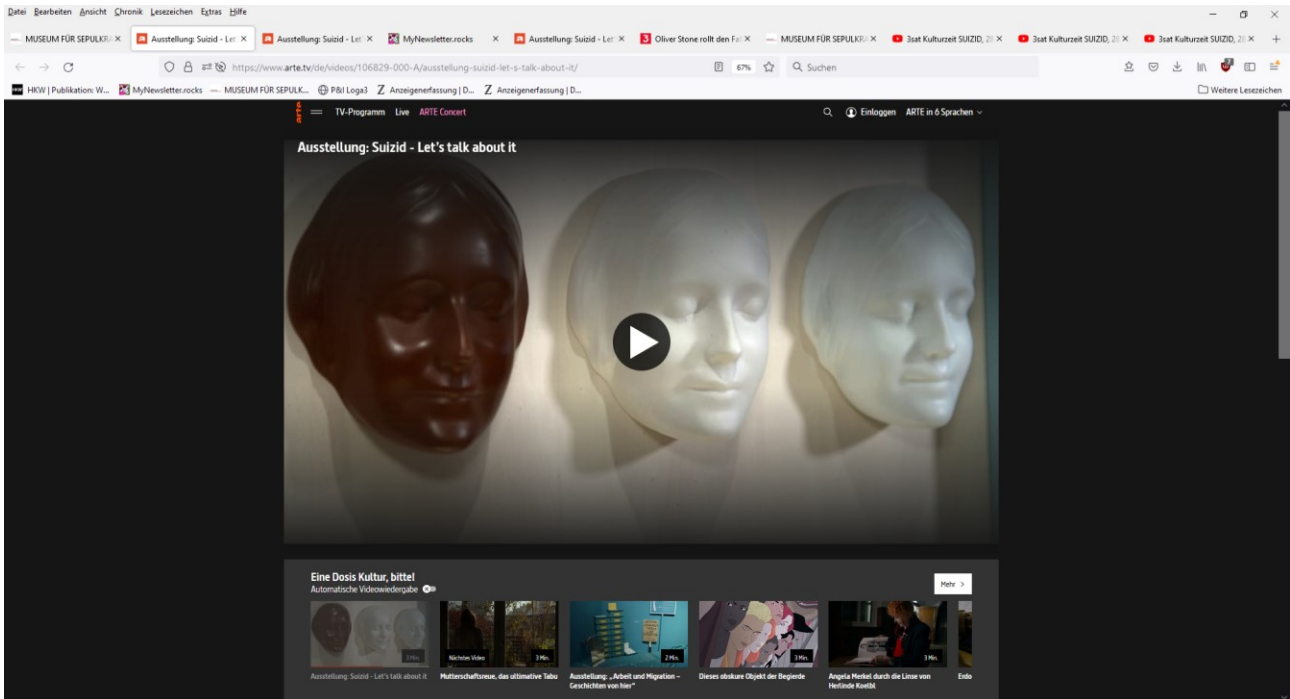 Datei Bearbeiten Ansicht Chronik Lesezeichen Extras Hilfe
MUSEUM FÜR SEPULKR
Ausstellung: Suizid - Let
Ausstellung: Suizid - Let
MyNewsletter.rocks
Ausstellung: Suizid - Let
3 Oliver Stone rollt den Fal
MUSEUM FÜR SEPULKR
3sat Kulturzeit SUIZID, 2
3sat Kulturzeit SUIZID, 2
3sat Kulturzeit SUIZID, 2
https://www.arte.tv/de/videos/106829-000-A/ausstellung-suizid-let-s-talk-about-it/
67%
Suchen
HKW | Publikation: W...
MyNewsletter.rocks
MUSEUM FÜR SEPULK...
P&I Loga3
Z Anzeigenerfassung | D...
Z Anzeigenerfassung | D...
Weitere Lesezeichen
arte
TV-Programm Live ARTE Concert
Einloggen ARTE in 6 Sprachen
Ausstellung: Suizid - Let's talk about it
Eine Dosis Kultur, bitte!
Automatische Videowiedergabe
Mehr >
3 Min.
Ausstellung: Suizid - Let's talk about it
Nächstes Video
3 Min.
Mutterschaftsreue, das ultimative Tabu
2 Min.
Ausstellung: „Arbeit und Migration –
Geschichten von hier“
3 Min.
Dieses obskure Objekt der Begierde
3 Min.
Angela Merkel durch die Linse von
Herlinde Koelbl
Erdo